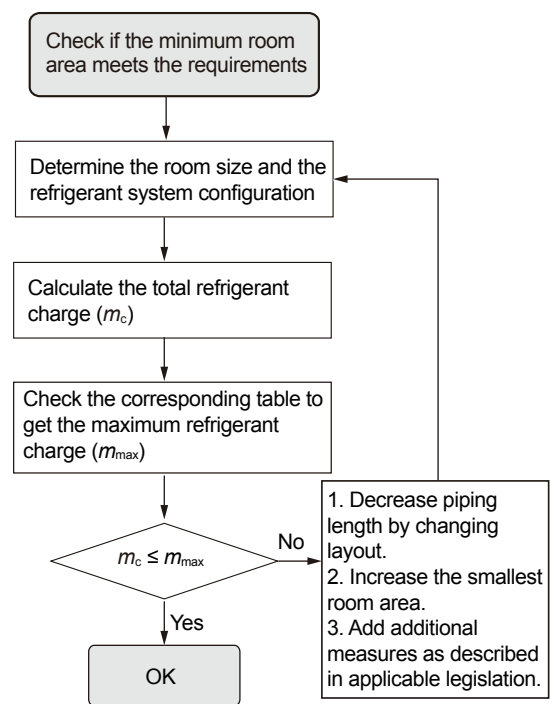 Check if the minimum room
area meets the requirements
Determine the room size and the
refrigerant system configuration
Calculate the total refrigerant
charge (mc)
Check the corresponding table to
get the maximum refrigerant
charge (mmax)
mc ≤ mmax
No
Yes
OK
1. Decrease piping
length by changing
layout.
2. Increase the smallest
room area.
3. Add additional
measures as described
in applicable legislation.